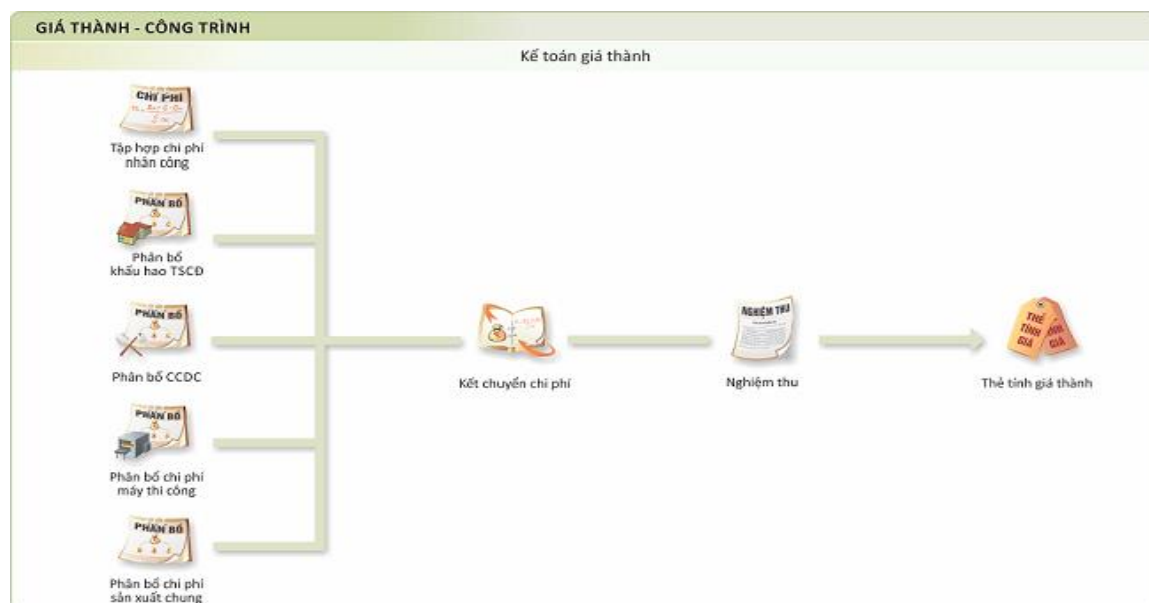 GIÁ THÀNH - CÔNG TRÌNH
Kế toán giá thành
CHI PHÍ
Tập hợp chi phí
nhân công
PHÂN BỔ
Phân bổ
khấu hao TSCĐ
PHÂN BỔ
Phân bổ CCDC
PHÂN BỔ
Phân bổ chi phí
máy thi công
PHÂN BỔ
Phân bổ chi phí
sản xuất chung
Kết chuyển chi phí
NGHIỆM THU
Nghiệm thu
THẺ
TÍNH
GIÁ
Thẻ tính giá thành